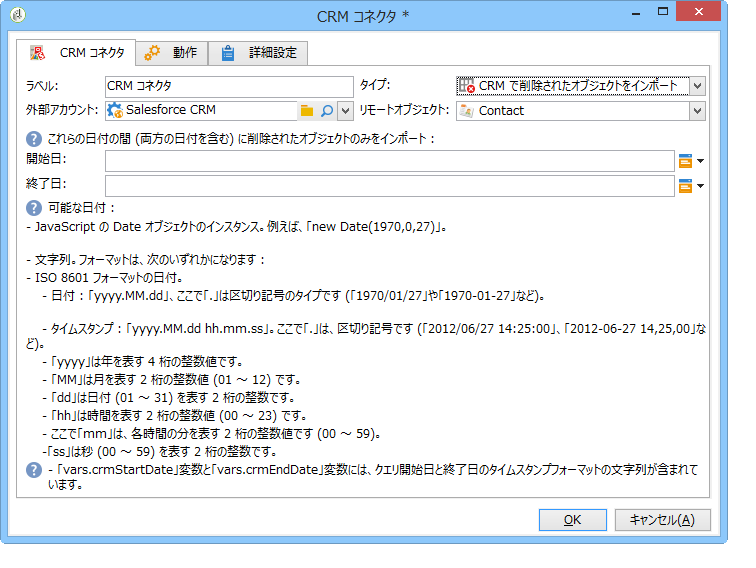 CRM コネクタ *
CRM コネクタ 動作 詳細設定
ラベル: CRM コネクタ タイプ: CRM で削除されたオブジェクトをインポート
外部アカウント: Salesforce CRM リモートオブジェクト: Contact
これらの日付の間 (両方の日付を含む) に削除されたオブジェクトのみをインポート :
開始日:
終了日:
可能な日付 :
- JavaScript の Date オブジェクトのインスタンス。例えば、「new Date(1970,0,27)」。
- 文字列。フォーマットは、次のいずれかになります :
- ISO 8601 フォーマットの日付。
- 日付 : 「yyyy.MM.dd」、ここで「.」は区切り記号のタイプです (「1970/01/27」や「1970-01-27」など)。
- タイムスタンプ : 「yyyy.MM.dd hh.mm.ss」。ここで「.」は、区切り記号です (「2012/06/27 14:25:00」、「2012-06-27 14,25,00」な
ど)。
- 「yyyy」は年を表す 4 桁の整数値です。
- 「MM」は月を表す 2 桁の整数値 (01 ～ 12) です。
- 「dd」は日付 (01 ～ 31) を表す 2 桁の整数です。
- 「hh」は時間を表す 2 桁の整数値 (00 ～ 23) です。
- ここで「mm」は、各時間の分を表す 2 桁の整数値です (00 ～ 59)。
-「ss」は秒 (00 ～ 59) を表す 2 桁の整数です。
- 「vars.crmStartDate」変数と「vars.crmEndDate」変数には、クエリ開始日と終了日のタイムスタンプフォーマットの文字列が含まれて
います。
OK キャンセル(A)